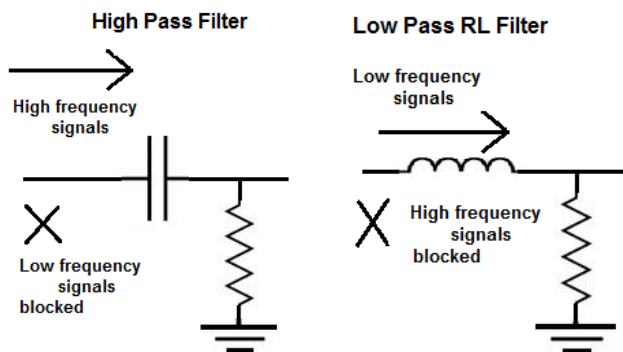 High Pass Filter
High frequency
signals
Low frequency
signals
blocked
Low Pass RL Filter
Low frequency
signals
High frequency
signals
blocked